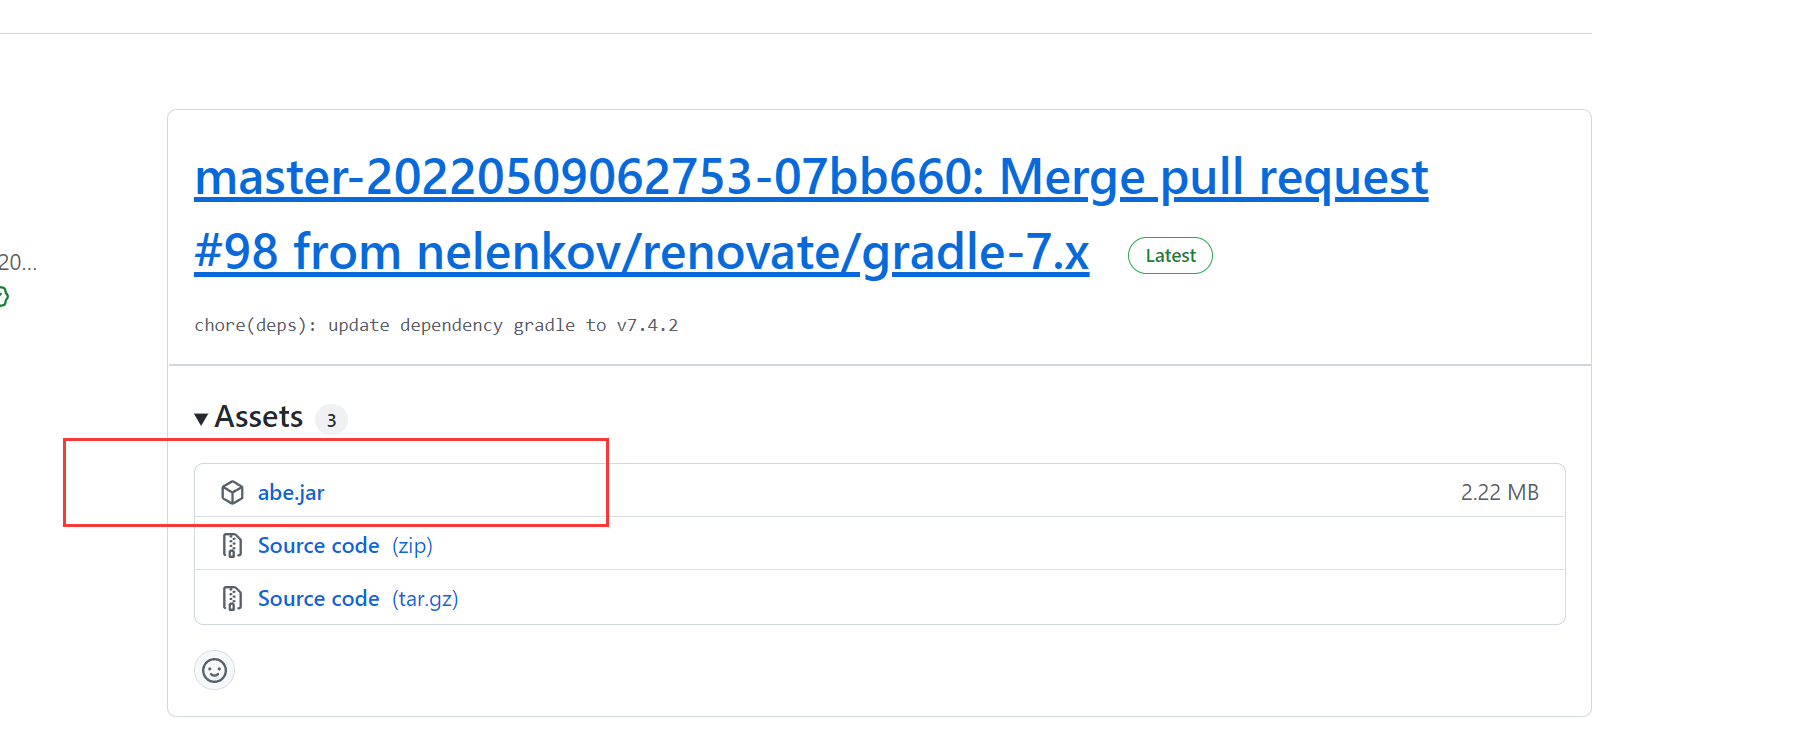 master-20220509062753-07bb660: Merge pull request
#98 from nelenkov/renovate/gradle-7.x Latest
20...
chore(deps): update dependency gradle to v7.4.2
Assets 3
abe.jar 2.22 MB
Source code (zip)
Source code (tar.gz)